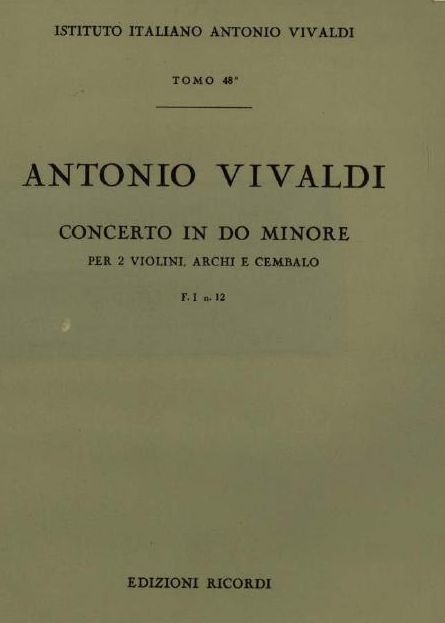 ISTITUTO ITALIANO ANTONIO VIVALDI
TOMO 48°
ANTONIO VIVALDI
CONCERTO IN DO MINORE
PER 2 VIOLINI, ARCHI E CEMBALO
F. I n. 12
EDIZIONI RICORDI